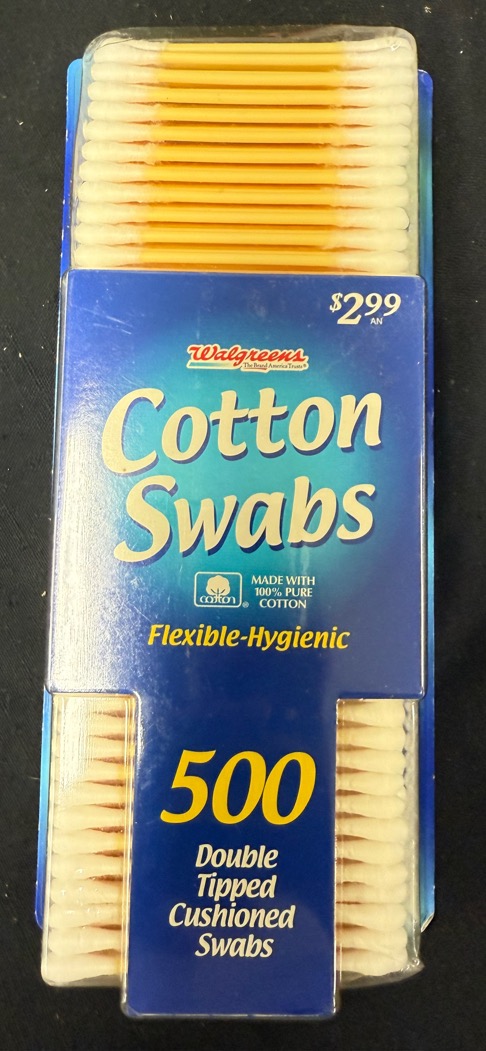 $2.99
AN
Walgreens
The Brand America Trusts®
Cotton
Swabs
cotton®
MADE WITH
100% PURE
COTTON
Flexible-Hygienic
500
Double
Tipped
Cushioned
Swabs